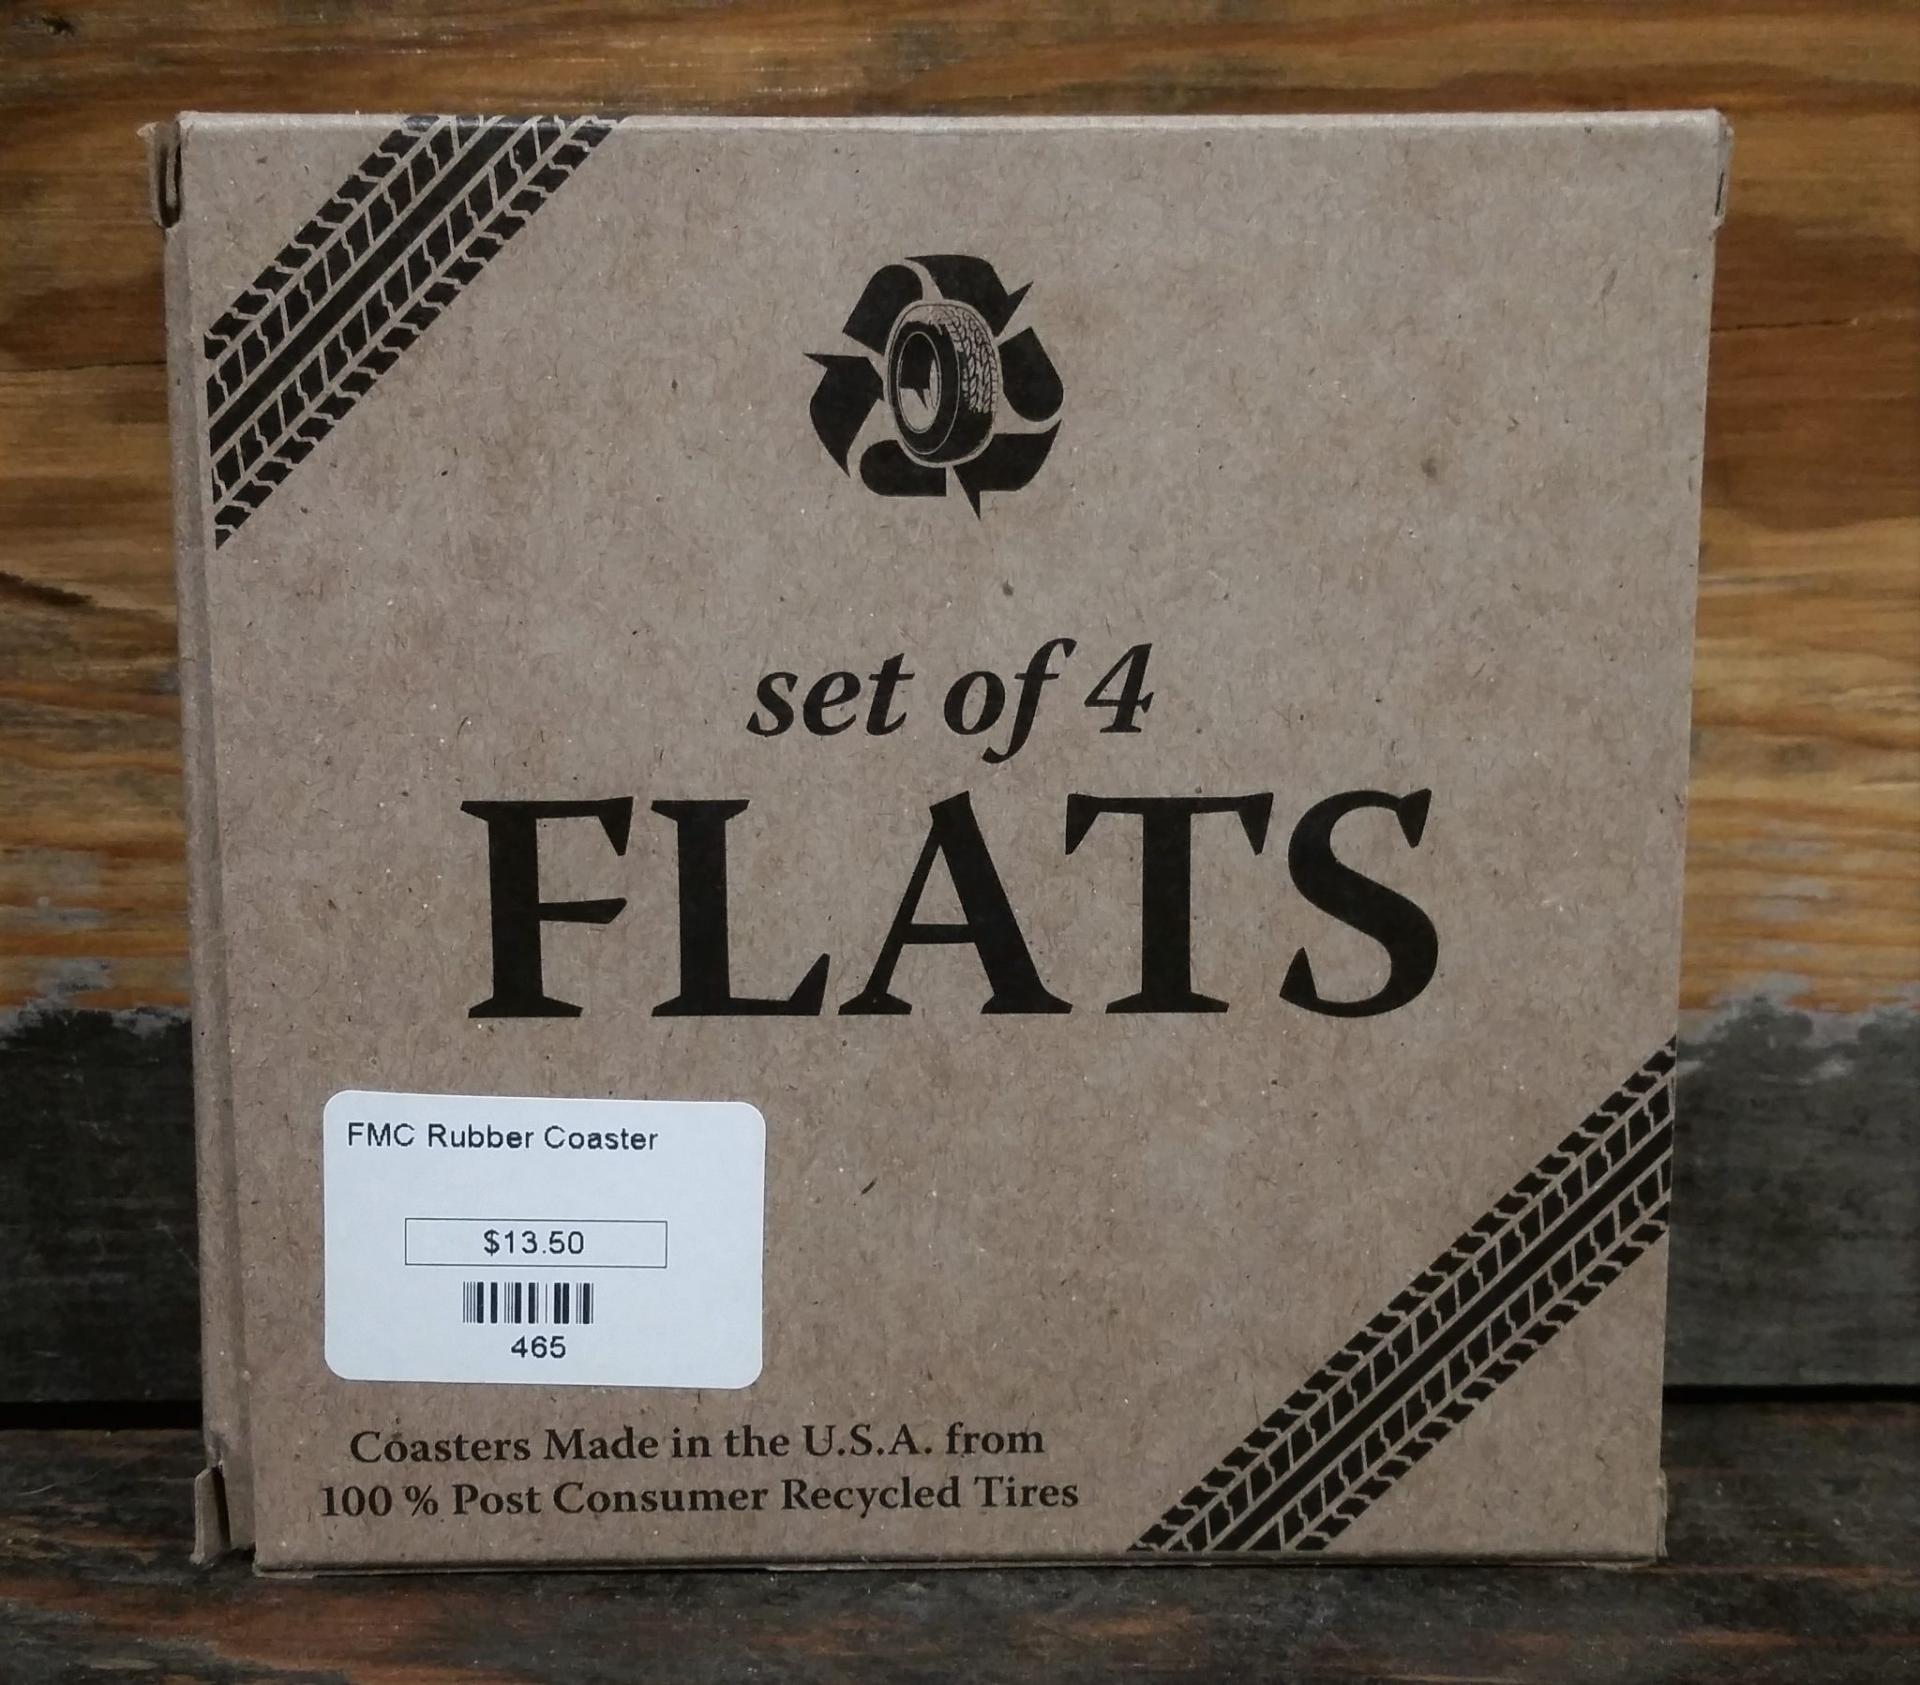 set of 4
FLATS
FMC Rubber Coaster
$13.50
465
Coasters Made in the U.S.A. from
100 % Post Consumer Recycled Tires